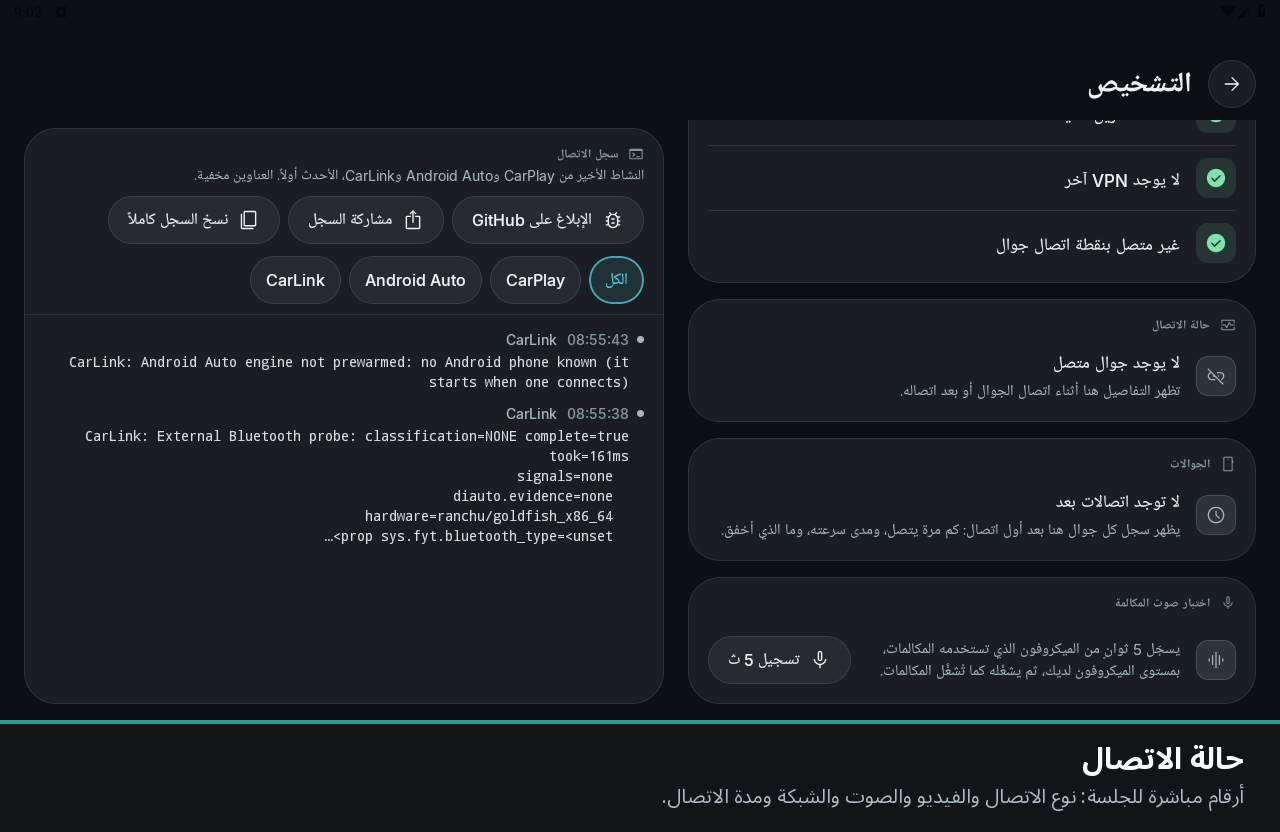 9:02
التشخيص
لا يوجد VPN آخر
غير متصل بنقطة اتصال جوال
حالة الاتصال
لا يوجد جوال متصل
تظهر التفاصيل هنا أثناء اتصال الجوال أو بعد اتصاله.
الجوالات
لا توجد اتصالات بعد
يظهر سجل كل جوال هنا بعد أول اتصال: كم مرة يتصل، ومدى سرعته، وما الذي أخفق.
اختبار صوت المكالمة
يسجّل 5 ثوانٍ من الميكروفون الذي تستخدمه المكالمات،
بمستوى الميكروفون لديك، ثم يشغّله كما تُشغَّل المكالمات.
تسجيل 5 ث
سجل الاتصال
النشاط الأخير من CarPlay وAndroid Auto وCarLink، الأحدث أولاً. العناوين مخفية.
الإبلاغ على GitHub
مشاركة السجل
نسخ السجل كاملاً
الكل
CarPlay
Android Auto
CarLink
CarLink 08:55:43
CarLink: Android Auto engine not prewarmed: no Android phone known (it
starts when one connects)
CarLink 08:55:38
CarLink: External Bluetooth probe: classification=NONE complete=true
took=161ms
signals=none
diauto.evidence=none
hardware=ranchu/goldfish_x86_64
…<prop sys.fyt.bluetooth_type=<unset
حالة الاتصال
أرقام مباشرة للجلسة: نوع الاتصال والفيديو والصوت والشبكة ومدة الاتصال.